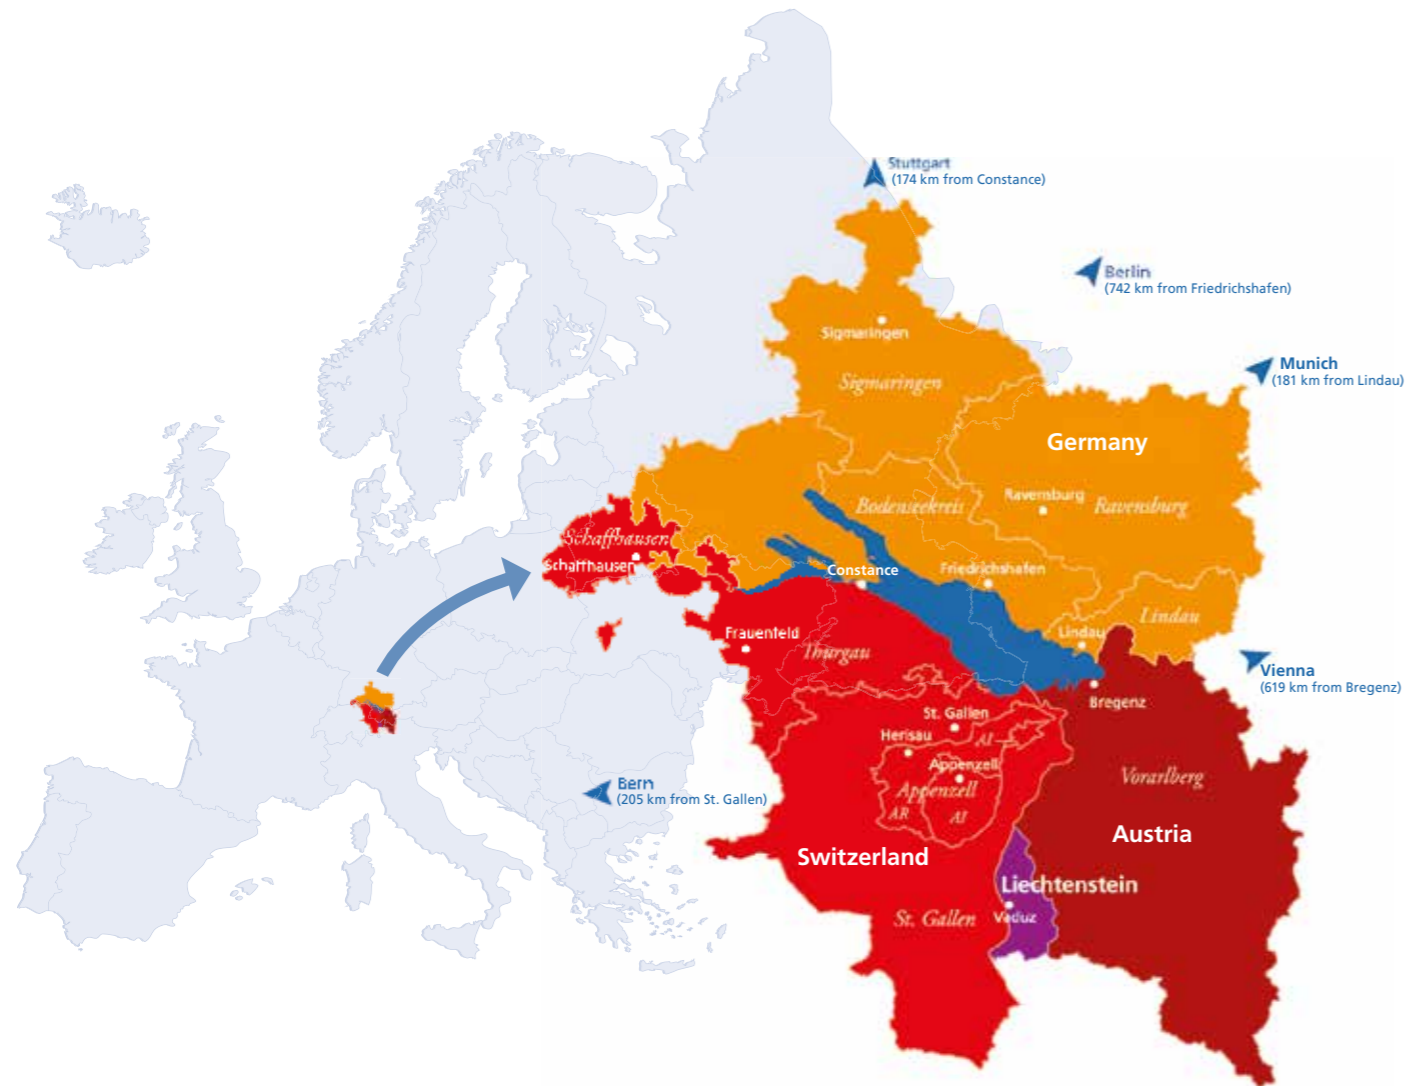 Stuttgart
(174 km from Constance)
Berlin
(742 km from Friedrichshafen)
Munich
(181 km from Lindau)
Sigmaringen
Sigmaringen
Germany
Ravensburg
Ravensburg
Bodenseekreis
Schaffhausen
Schaffhausen
Constance
Friedrichshafen
Lindau
Lindau
Frauenfeld
Thurgau
Vienna
(619 km from Bregenz)
Bregenz
St. Gallen
Herisau
AI
Appenzell
Appenzell
AR
AI
Vorarlberg
Bern
(205 km from St. Gallen)
Austria
Switzerland
Liechtenstein
Vaduz
St. Gallen